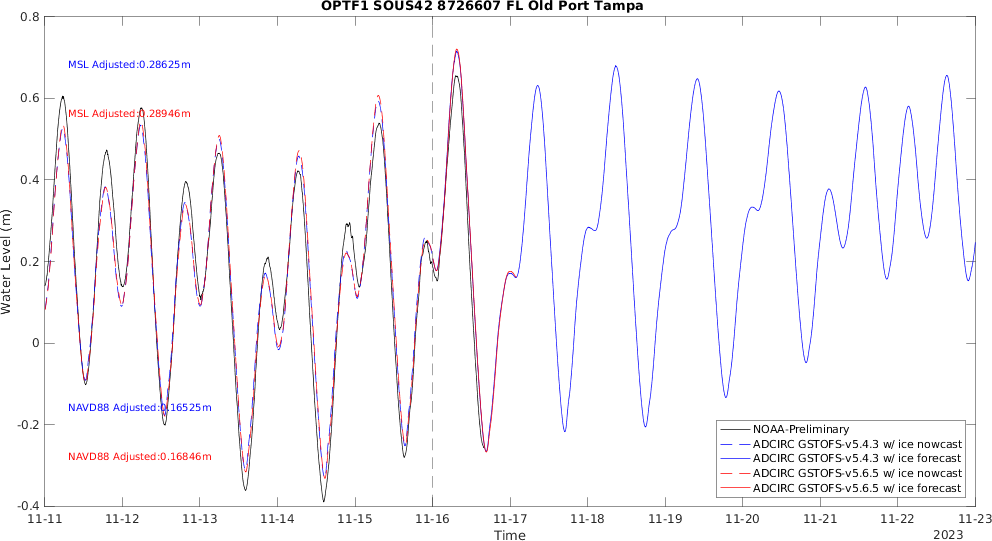 OPTF1 SOUS42 8726607 FL Old Port Tampa
0.8
MSL Adjusted:0.28625m
0.6
MSL Adjusted:0.28946m
0.4
Water Level (m)
0.2
0
NAVD88 Adjusted:0.16525m
-0.2
NAVD88 Adjusted:0.16846m
-0.4
NOAA-Preliminary
ADCIRC GSTOFS-v5.4.3 w/ ice nowcast
ADCIRC GSTOFS-v5.4.3 w/ ice forecast
ADCIRC GSTOFS-v5.6.5 w/ ice nowcast
ADCIRC GSTOFS-v5.6.5 w/ ice forecast
11-11 11-12 11-13 11-14 11-15 11-16 11-17 11-18 11-19 11-20 11-21 11-22 11-23
Time
2023